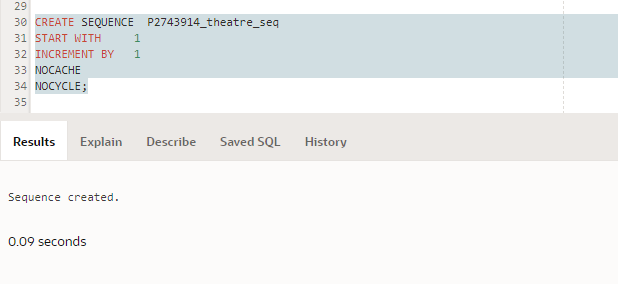 29
30 CREATE SEQUENCE P2743914_theatre_seq
31 START WITH 1
32 INCREMENT BY 1
33 NOCACHE
34 NOCYCLE;
35
Results Explain Describe Saved SQL History
Sequence created.
0.09 seconds